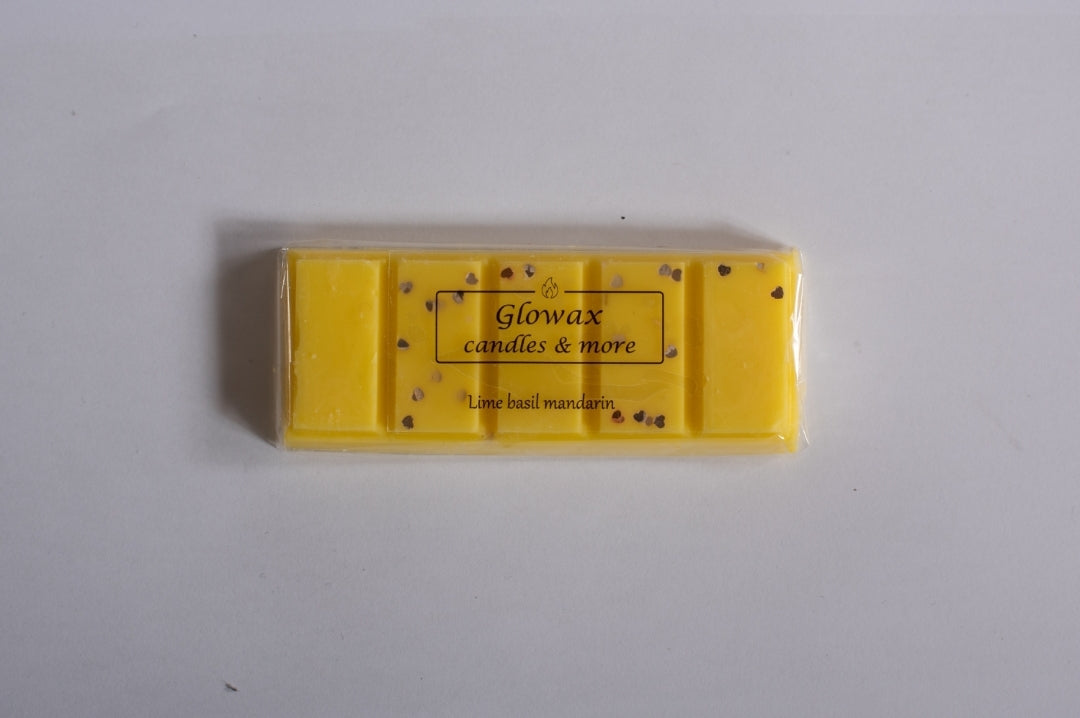 Glowax
candles & more
Lime basil mandarin